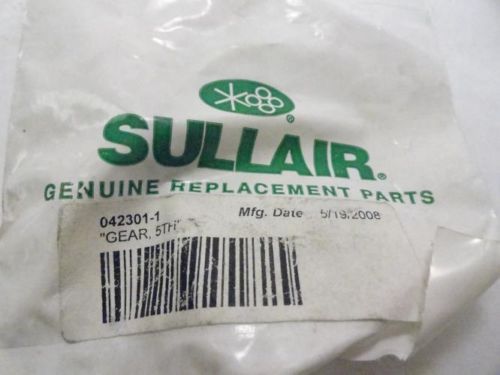 SULLAIR®
GENUINE REPLACEMENT PARTS
042301-1 Mfg. Date 5/19/2008
"GEAR, 5TH"